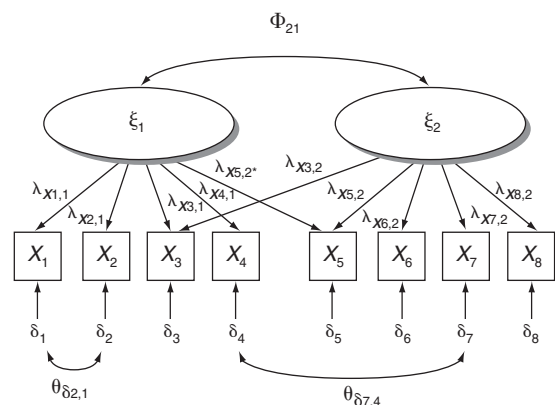 Φ21
ξ1 ξ2
λX1,1 λX2,1 λX3,1 λX4,1 λX5,2* λX3,2 λX5,2 λX6,2 λX7,2 λX8,2
X1 X2 X3 X4 X5 X6 X7 X8
δ1 δ2 δ3 δ4 δ5 δ6 δ7 δ8
θδ2,1 θδ7,4